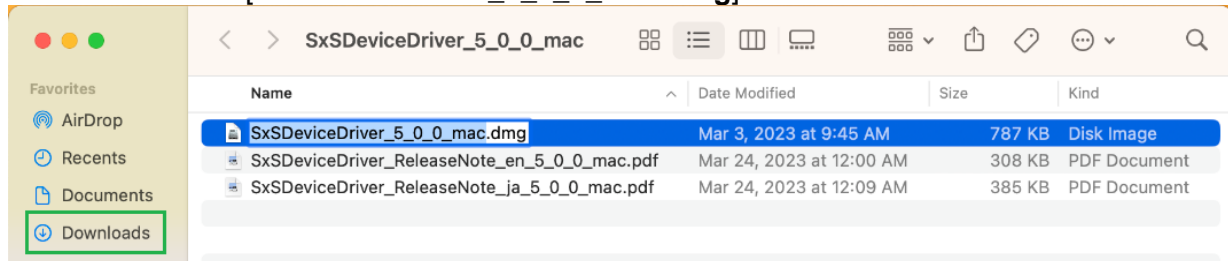 SxSDeviceDriver_5_0_0_mac
Favorites
Name Date Modified Size Kind
AirDrop
SxSDeviceDriver_5_0_0_mac.dmg Mar 3, 2023 at 9:45 AM 787 KB Disk Image
Recents
SxSDeviceDriver_ReleaseNote_en_5_0_0_mac.pdf Mar 24, 2023 at 12:00 AM 308 KB PDF Document
Documents
SxSDeviceDriver_ReleaseNote_ja_5_0_0_mac.pdf Mar 24, 2023 at 12:09 AM 385 KB PDF Document
Downloads